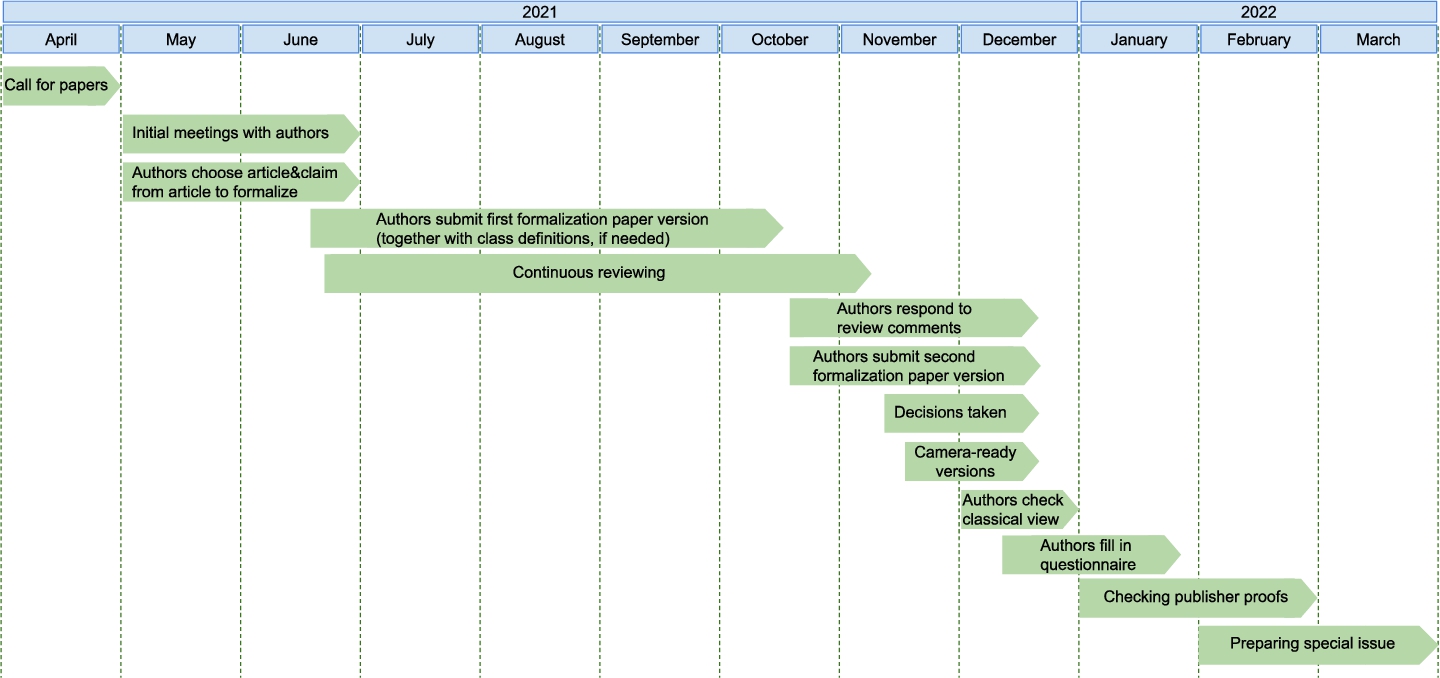 2021
2022
April
May
June
July
August
September
October
November
December
January
February
March
Call for papers
Initial meetings with authors
Authors choose article&claim
from article to formalize
Authors submit first formalization paper version
(together with class definitions, if needed)
Continuous reviewing
Authors respond to
review comments
Authors submit second
formalization paper version
Decisions taken
Camera-ready
versions
Authors check
classical view
Authors fill in
questionnaire
Checking publisher proofs
Preparing special issue